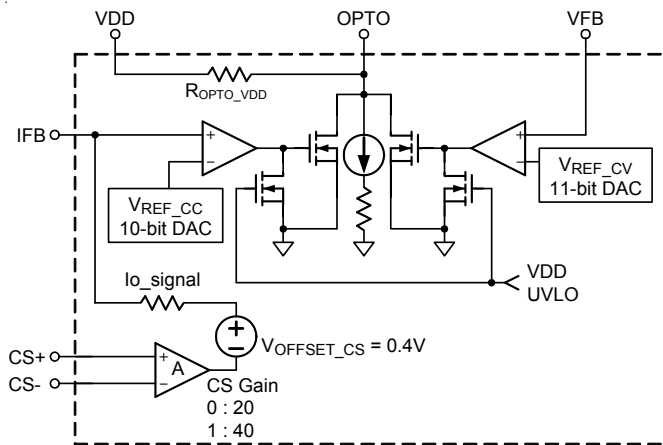 VDD
OPTO
VFB
ROPTO_VDD
IFB
+
−
+
−
VREF_CC
10-bit DAC
VREF_CV
11-bit DAC
Io_signal
VDD
UVLO
+
−
VOFFSET_CS = 0.4V
CS+
CS-
+
−
A
CS Gain
0 : 20
1 : 40